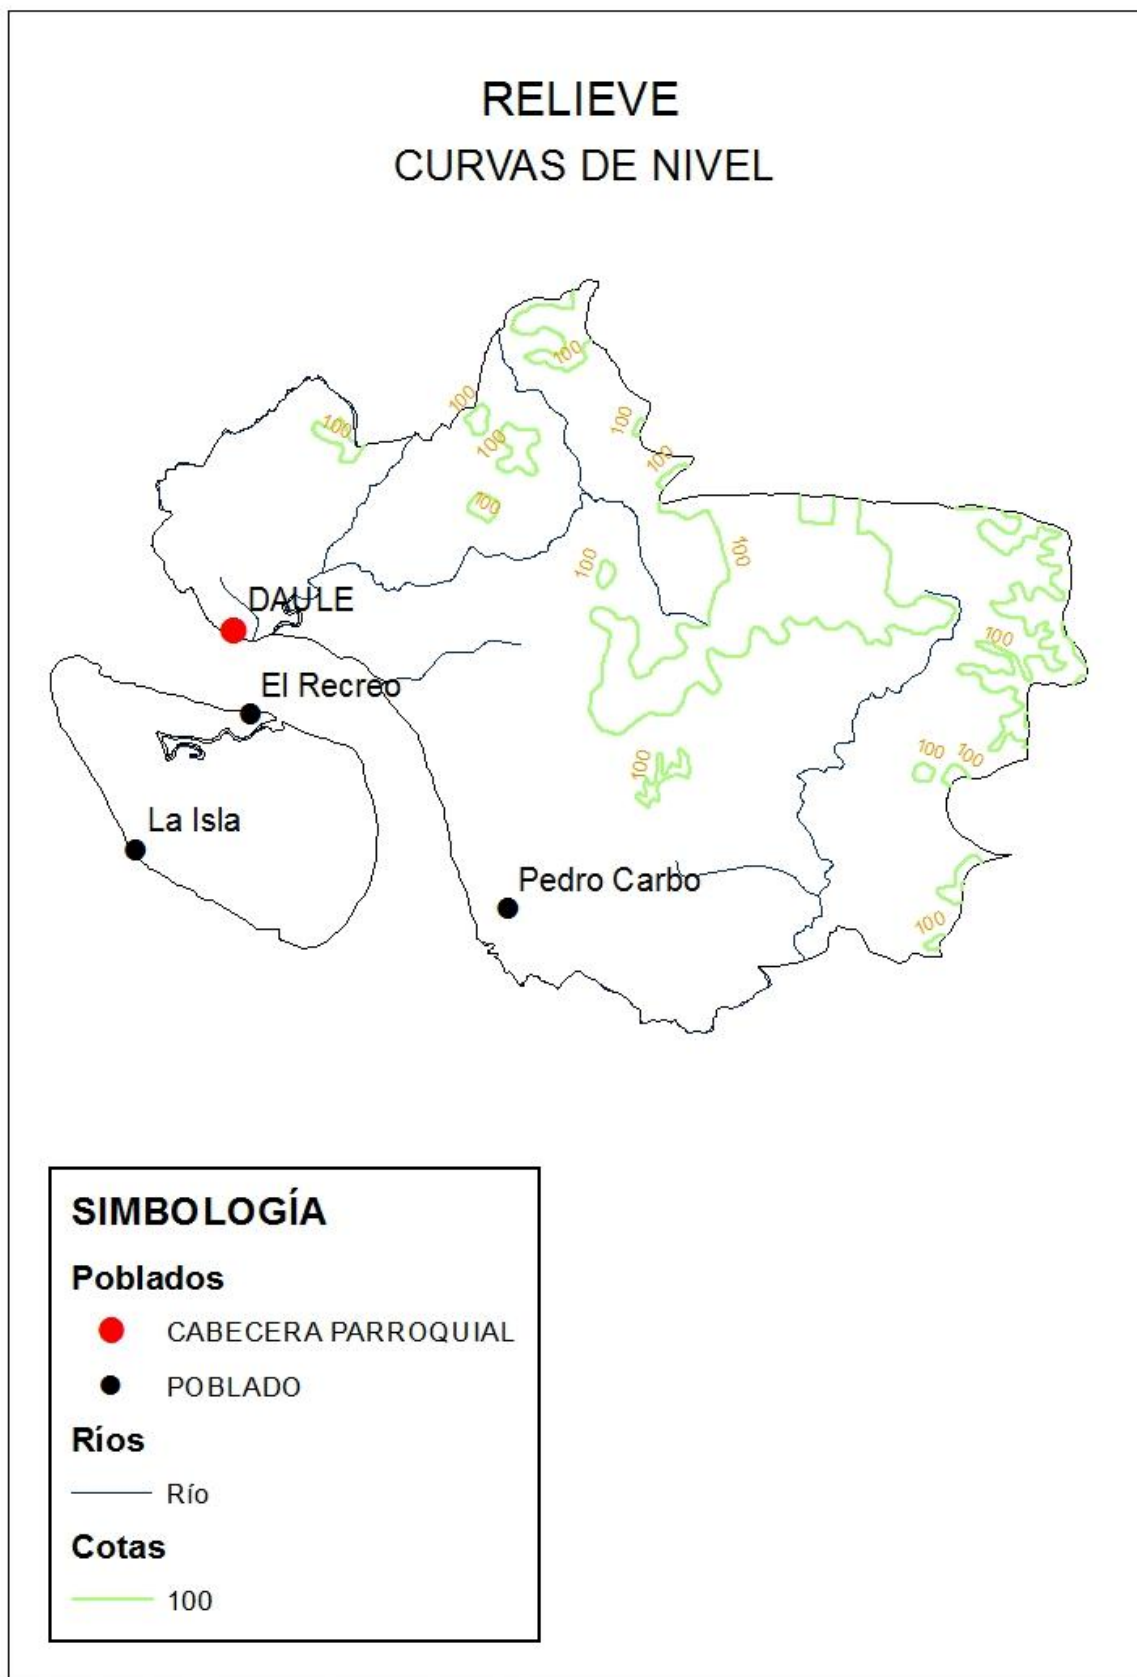 RELIEVE
CURVAS DE NIVEL
100
100
100
100
100
100
100
100
100
DAULE
100
El Recreo
100
100
100
La Isla
Pedro Carbo
100
SIMBOLOGÍA
Poblados
CABECERA PARROQUIAL
POBLADO
Ríos
Río
Cotas
100